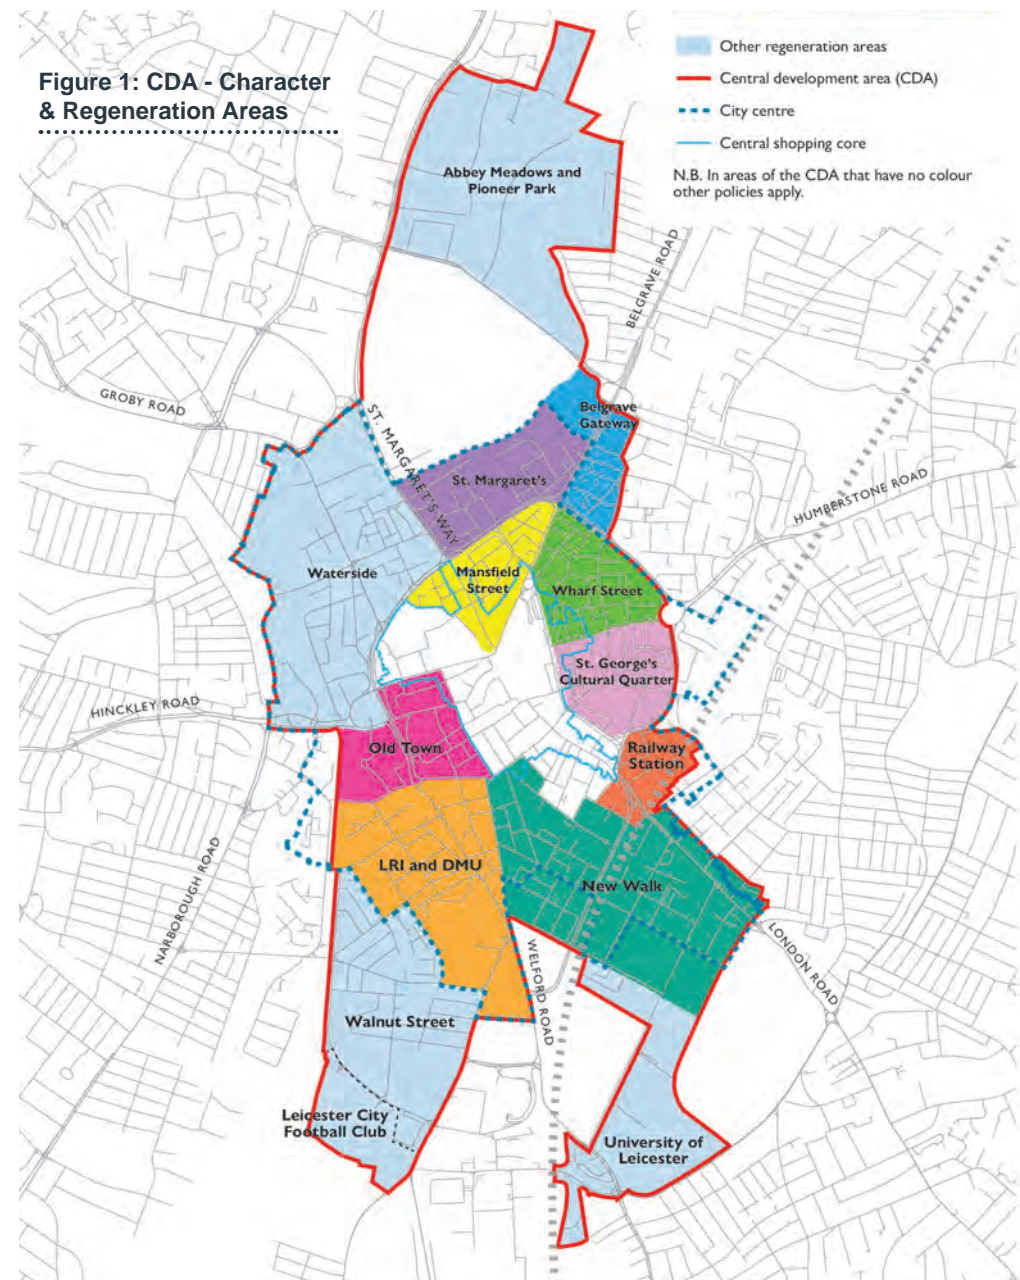 Figure 1: CDA - Character
& Regeneration Areas
Other regeneration areas
Central development area (CDA)
City centre
Central shopping core
N.B. In areas of the CDA that have no colour
other policies apply.
Abbey Meadows and
Pioneer Park
BELGRAVE ROAD
GROBY ROAD
ST. MARGARET'S WAY
Belgrave
Gateway
St. Margaret's
HUMBERSTONE ROAD
Waterside
Mansfield
Street
Wharf Street
St. George's
Cultural Quarter
HINCKLEY ROAD
Old Town
Railway
Station
LRI and DMU
New Walk
NARBOROUGH ROAD
WELFORD ROAD
LONDON ROAD
Walnut Street
Leicester City
Football Club
University of
Leicester